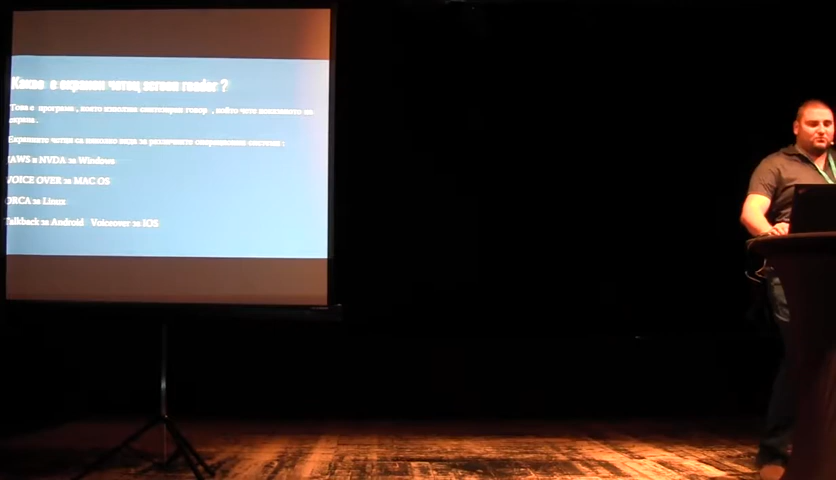 Какво е екранен четец screen reader ?
Това е програма , която използва синтезиран говор , който чете написаното на
екрана .
Екранните четци са няколко вида за различните операционни системи :
JAWS и NVDA за Windows
VOICE OVER за MAC OS
ORCA за Linux
Talkback за Android Voiceover за IOS